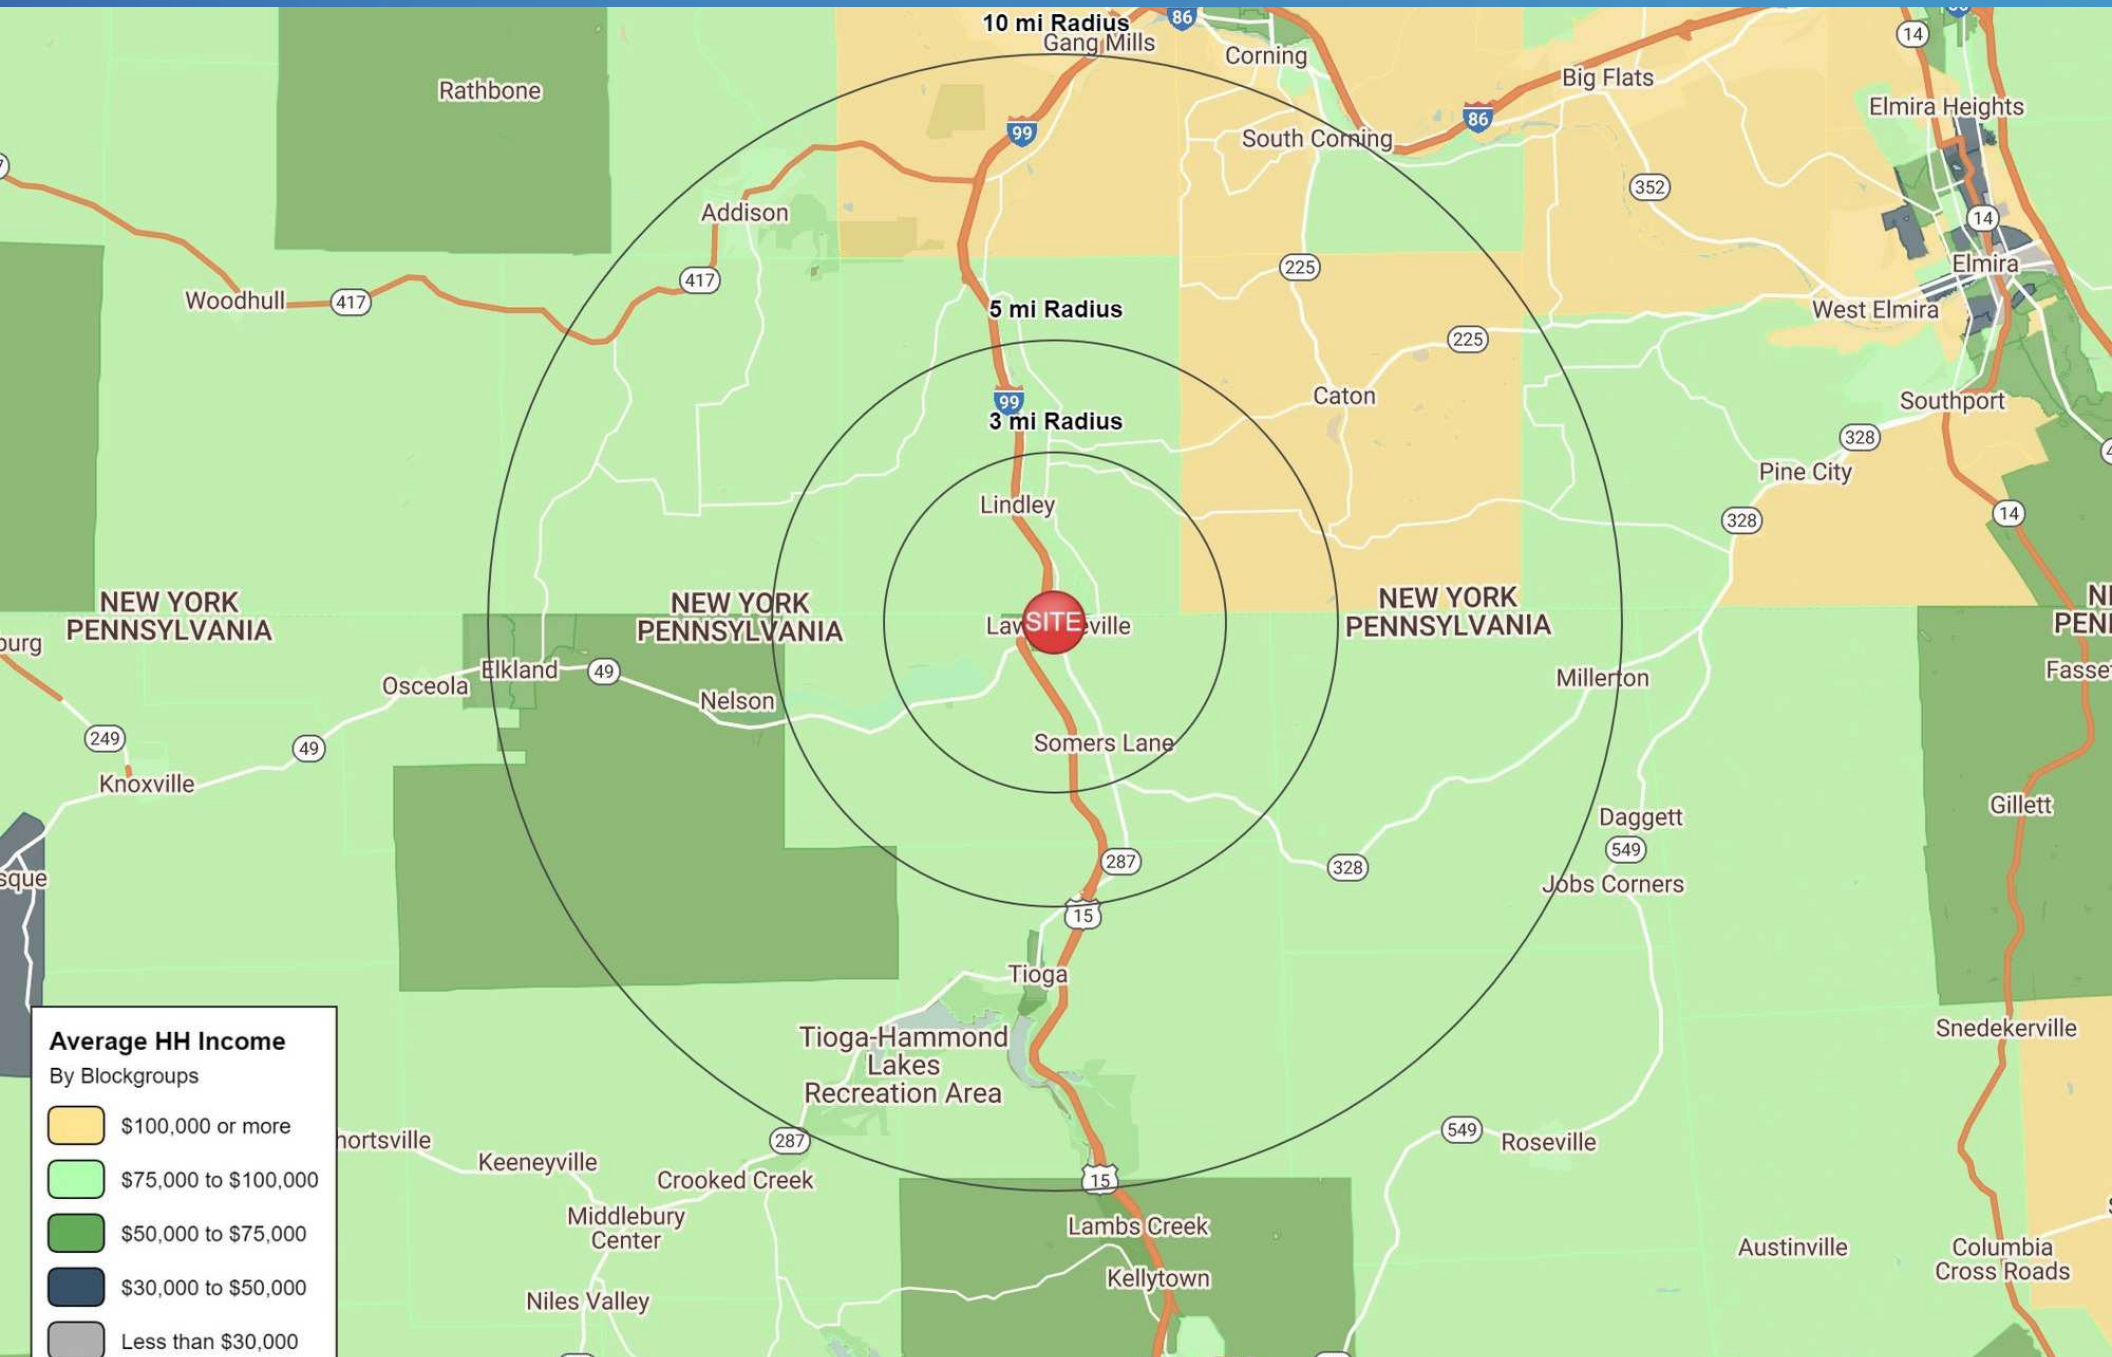 10 mi Radius
86
Gang Mills
Corning
14
Rathbone
Big Flats
Elmira Heights
99
86
South Corning
352
Addison
14
225
Elmira
417
Woodhull
417
5 mi Radius
West Elmira
225
99
Caton
Southport
3 mi Radius
328
Pine City
Lindley
14
328
NEW YORK
PENNSYLVANIA
NEW YORK
PENNSYLVANIA
NEW YORK
PENNSYLVANIA
SITE
Elkland
49
Osceola
Nelson
Millerton
249
49
Somers Lane
Knoxville
Gillett
Daggett
549
287
328
Jobs Corners
15
Tioga
Tioga-Hammond
Lakes
Recreation Area
Snedekerville
Average HH Income
By Blockgroups
$100,000 or more
$75,000 to $100,000
$50,000 to $75,000
$30,000 to $50,000
Less than $30,000
hortsville
287
549
Roseville
Keeneyville
Crooked Creek
15
Middlebury
Center
Lambs Creek
Austinville
Columbia
Cross Roads
Kellytown
Niles Valley